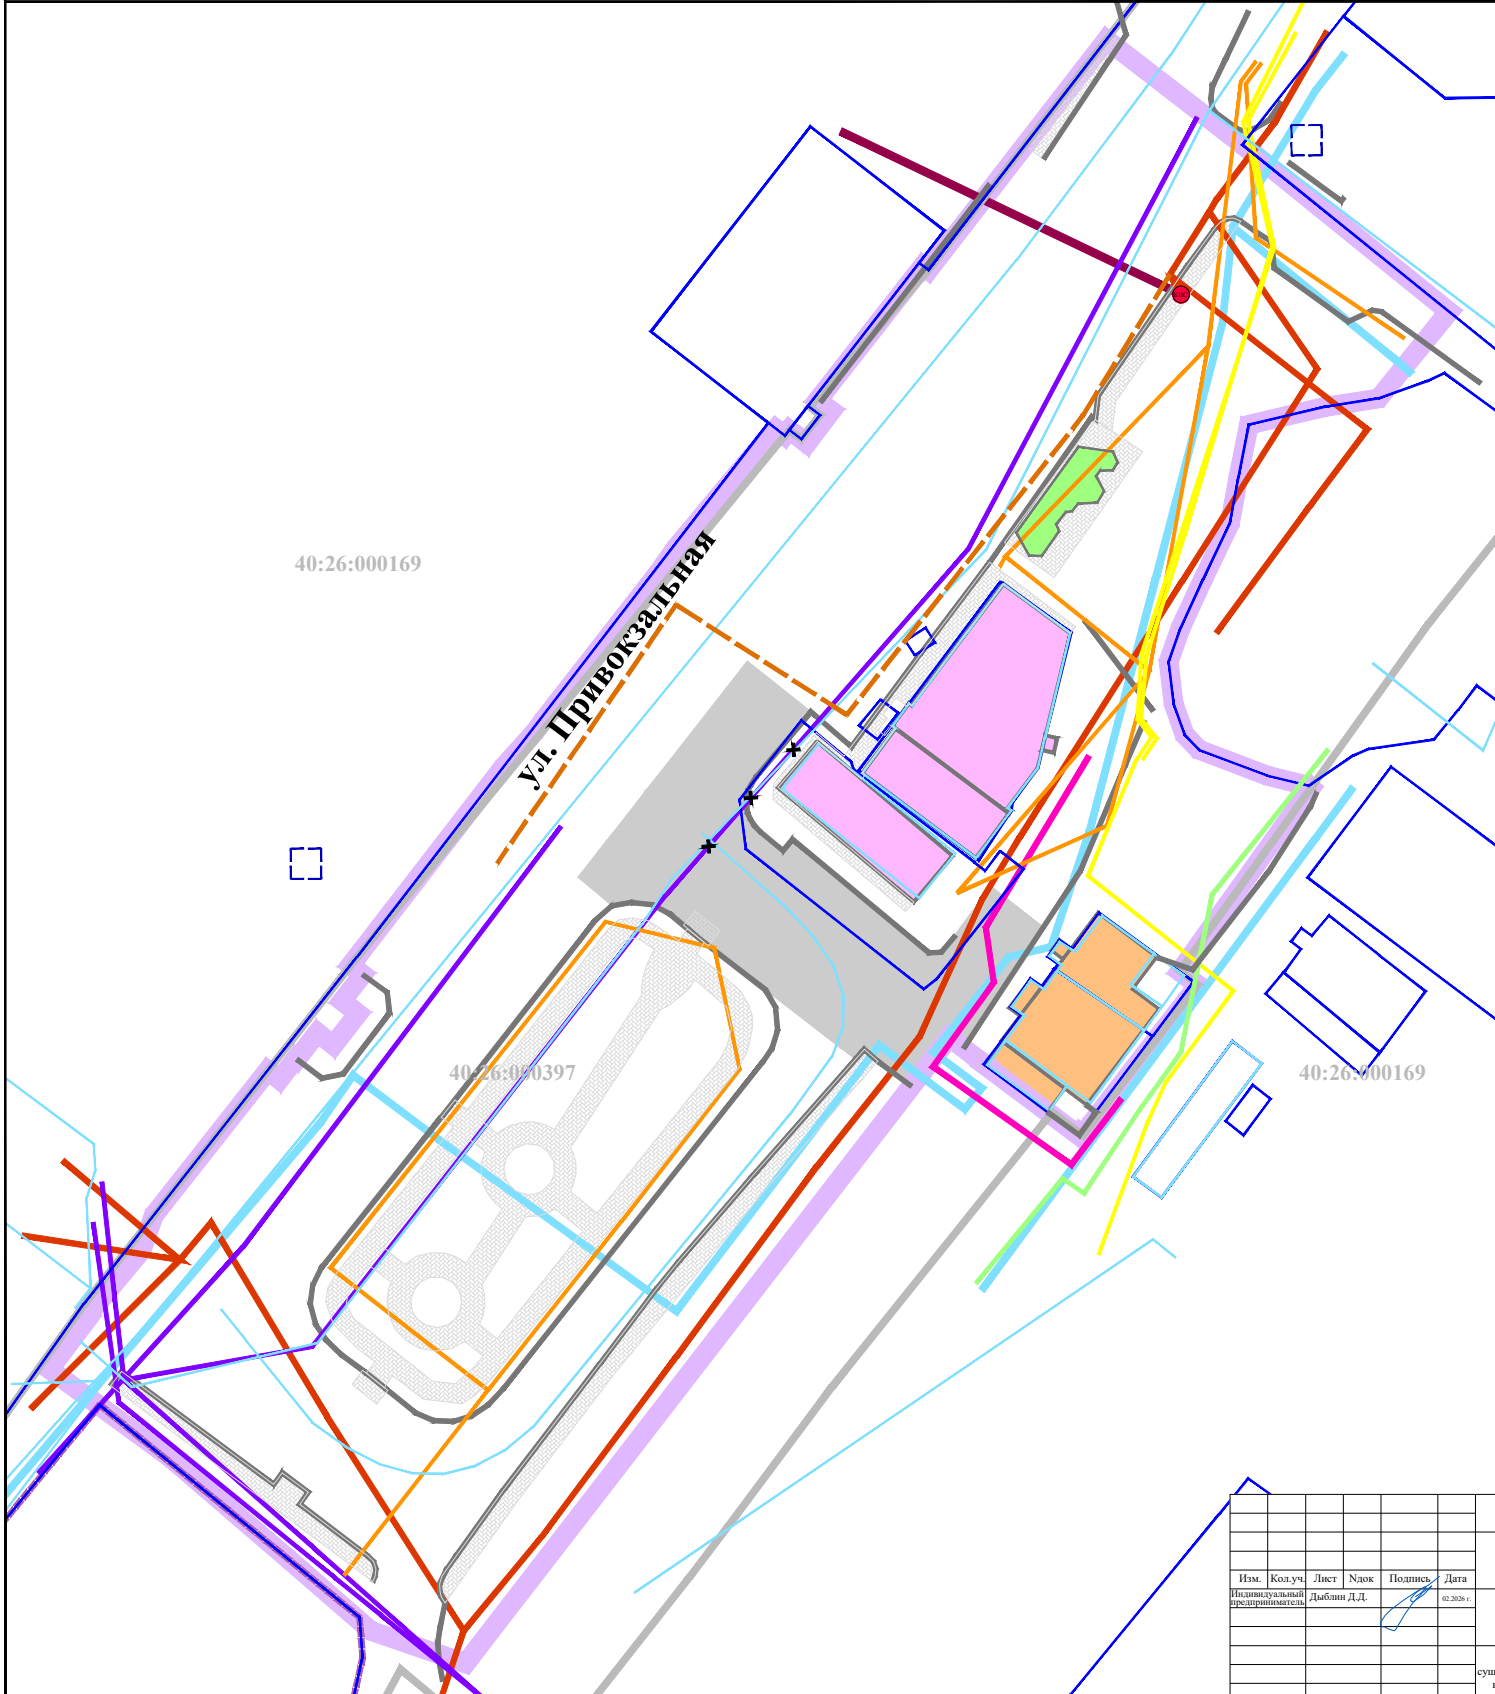 40:26:000169
ул. Привокзальная
40:26:000397
40:26:000169
Изм. Кол.уч. Лист Nдок Подпись Дата
Индивидуальный предприниматель Дыблин Д.Д. 02.2026 г.